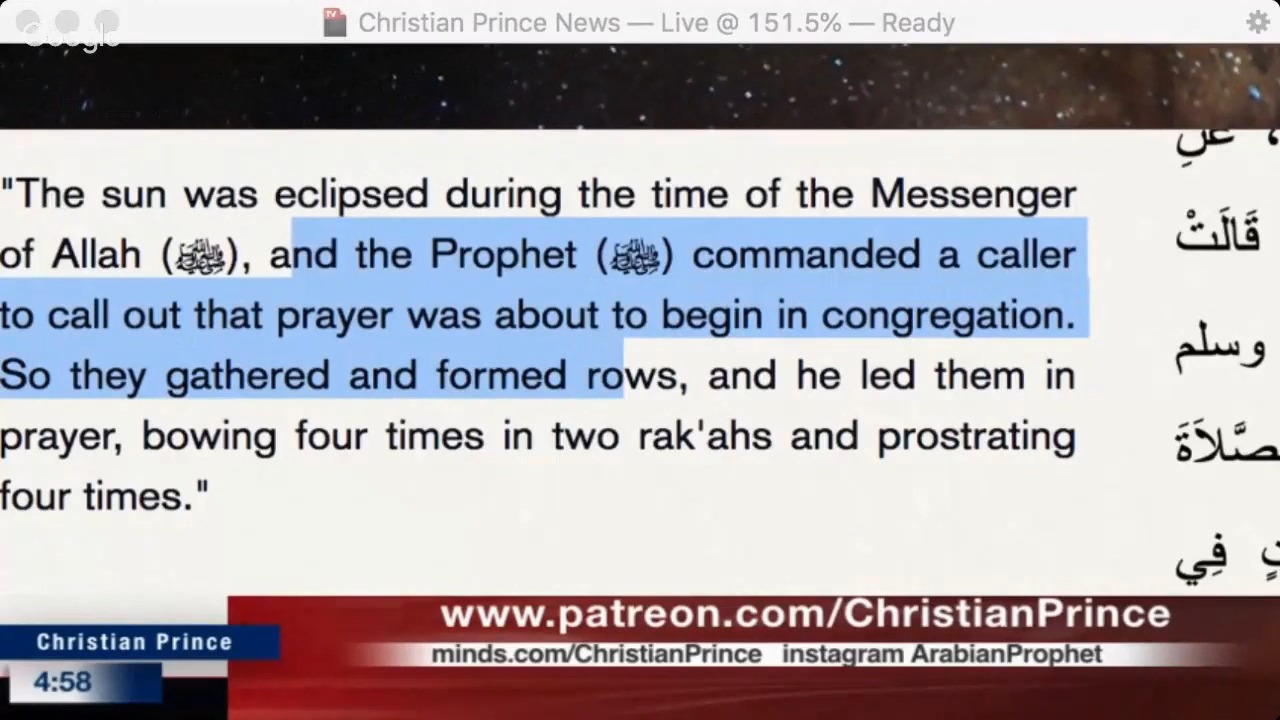 Christian Prince News — Live @ 151.5% — Ready
Google
"The sun was eclipsed during the time of the Messenger
of Allah (ﷺ), and the Prophet (ﷺ) commanded a caller
to call out that prayer was about to begin in congregation.
So they gathered and formed rows, and he led them in
prayer, bowing four times in two rak'ahs and prostrating
four times."
عَنِ
قَالَتْ
وسلم
فِي
www.patreon.com/ChristianPrince
minds.com/ChristianPrince instagram ArabianProphet
Christian Prince
4:58